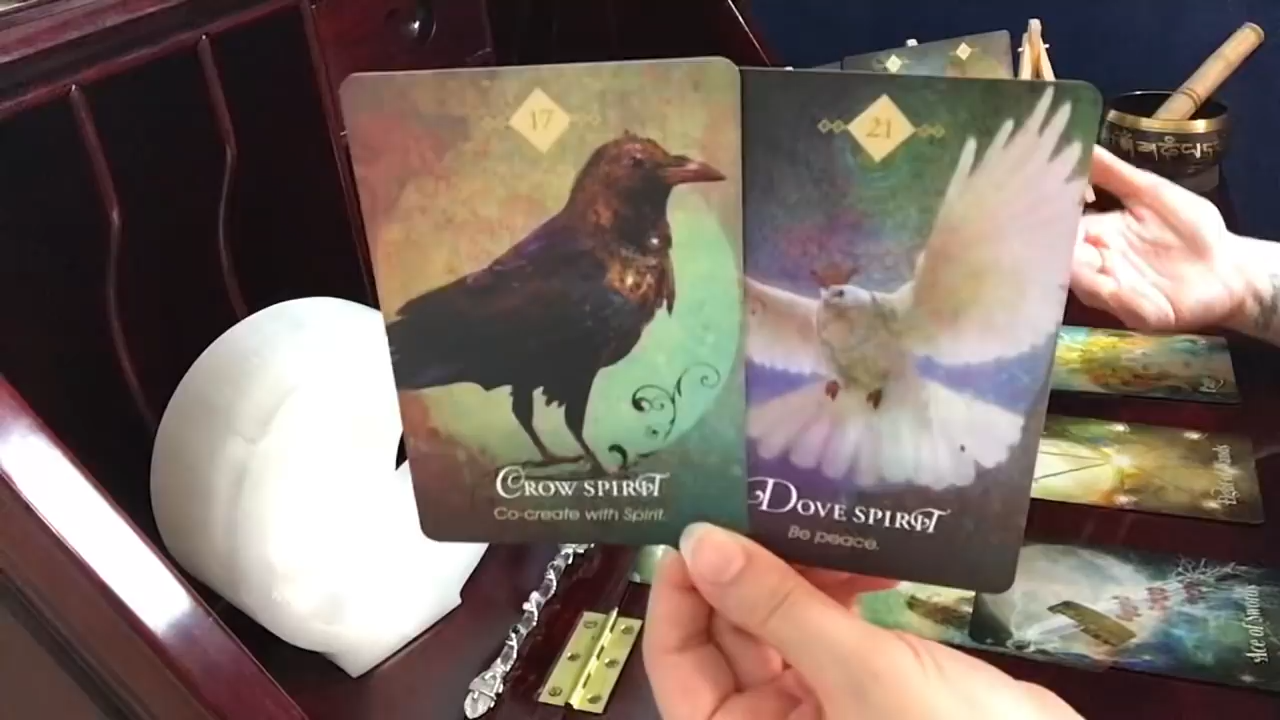 17
21
CROW SPIRIT
Co-create with Spirit.
DOVE SPIRIT
Be peace.
Ace of Swords